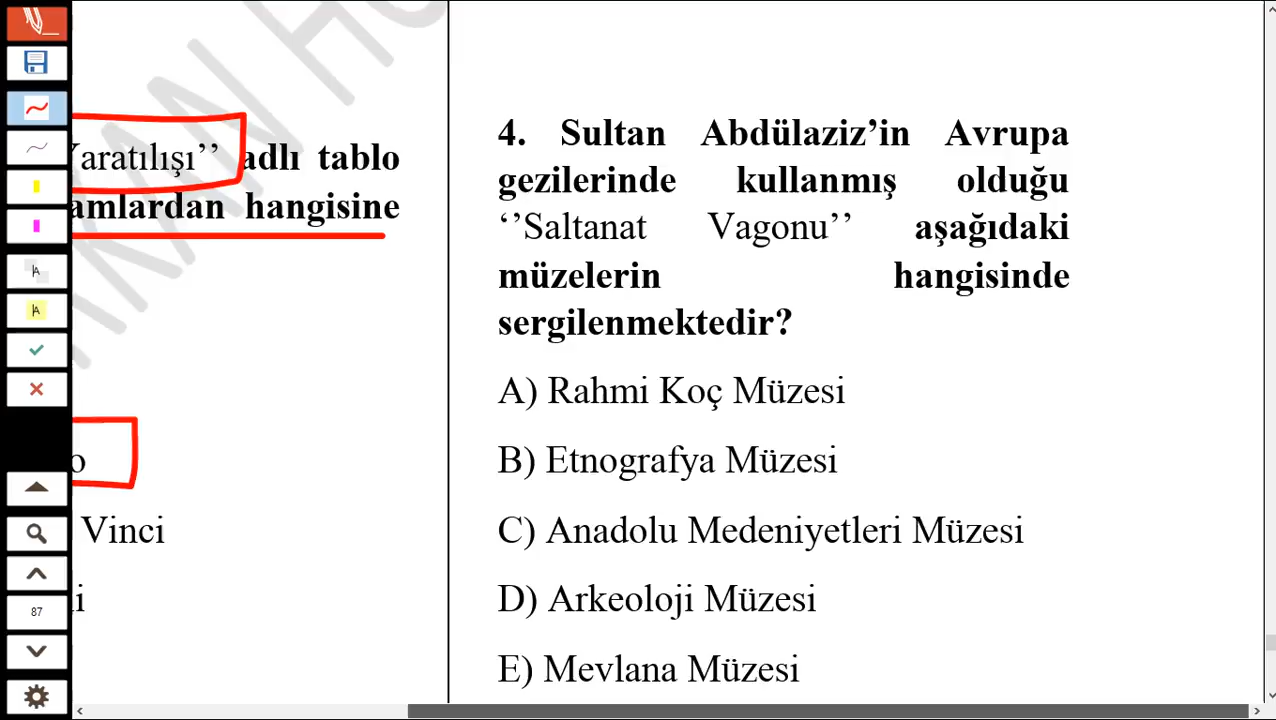 Yaratılışı’’ adlı tablo
amlardan hangisine
o
Vinci
li
4. Sultan Abdülaziz’in Avrupa
gezilerinde kullanmış olduğu
‘’Saltanat Vagonu’’ aşağıdaki
müzelerin hangisinde
sergilenmektedir?
A) Rahmi Koç Müzesi
B) Etnografya Müzesi
C) Anadolu Medeniyetleri Müzesi
D) Arkeoloji Müzesi
E) Mevlana Müzesi
A
A
87